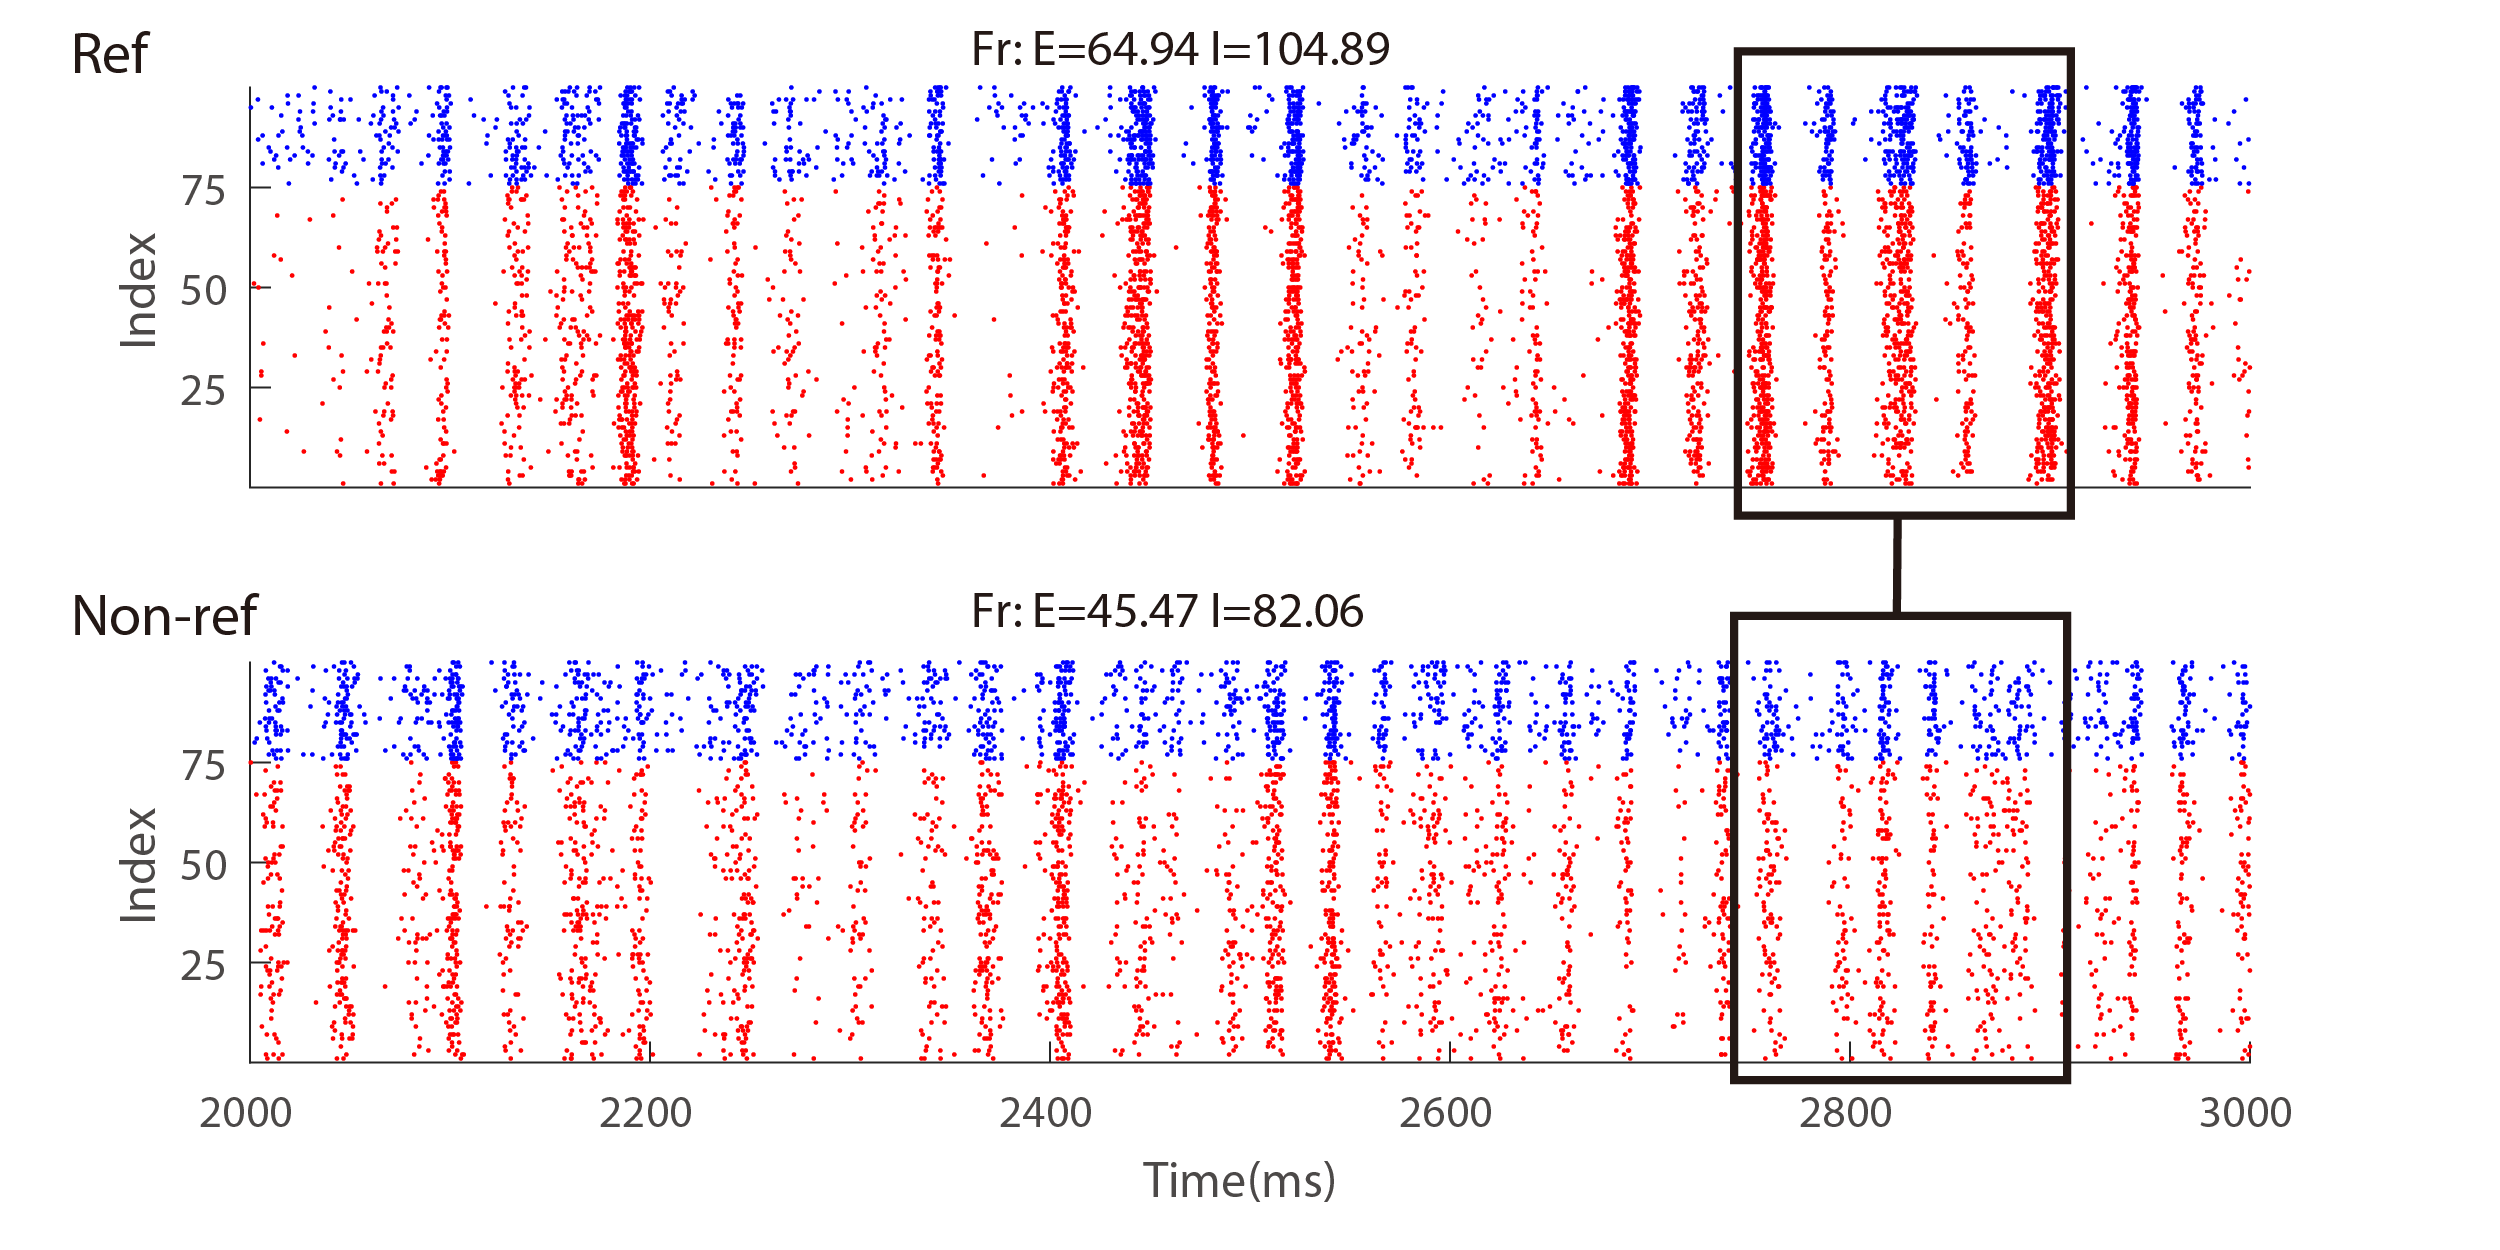 Ref
Fr: E=64.94 I=104.89
75
50
25
Index
Non-ref
Fr: E=45.47 I=82.06
75
50
25
Index
2000 2200 2400 2600 2800 3000
Time(ms)